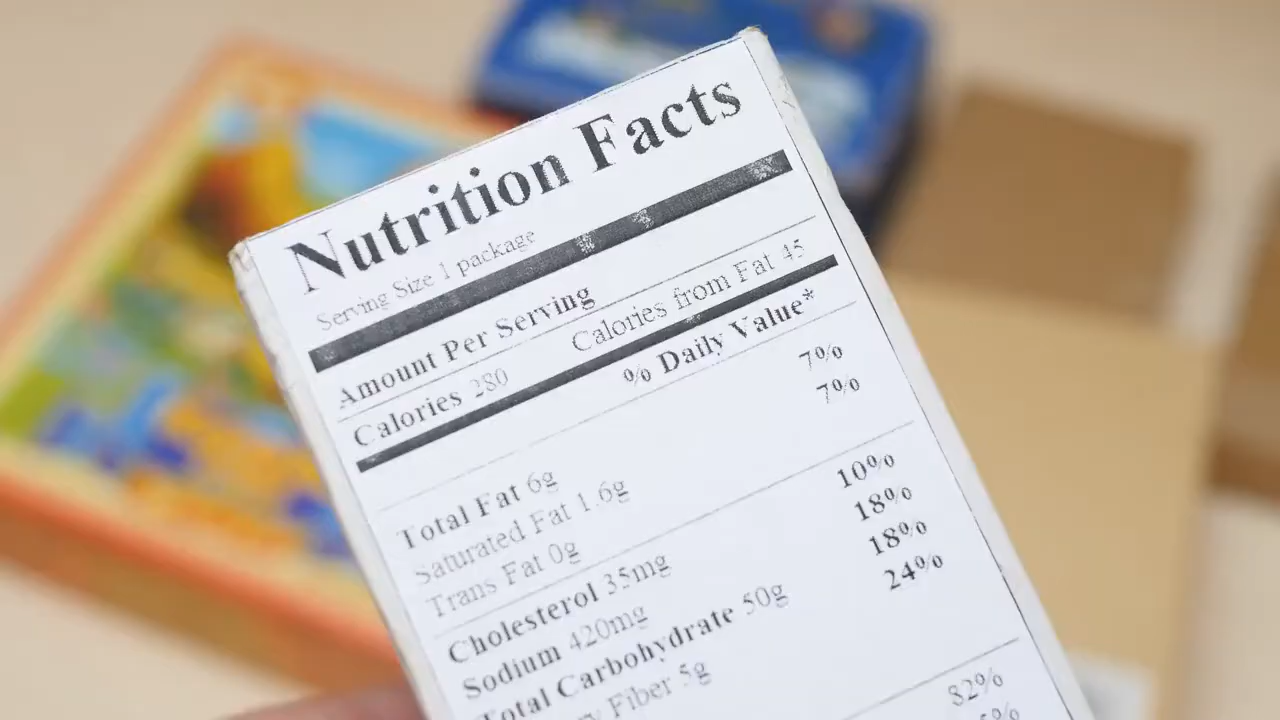 Nutrition Facts
Serving Size 1 package
Amount Per Serving
Calories 280 Calories from Fat 45
% Daily Value*
Total Fat 6g 7%
Saturated Fat 1.6g 7%
Trans Fat 0g
Cholesterol 35mg 10%
Sodium 420mg 18%
Total Carbohydrate 50g 18%
Fiber 5g 24%
82%